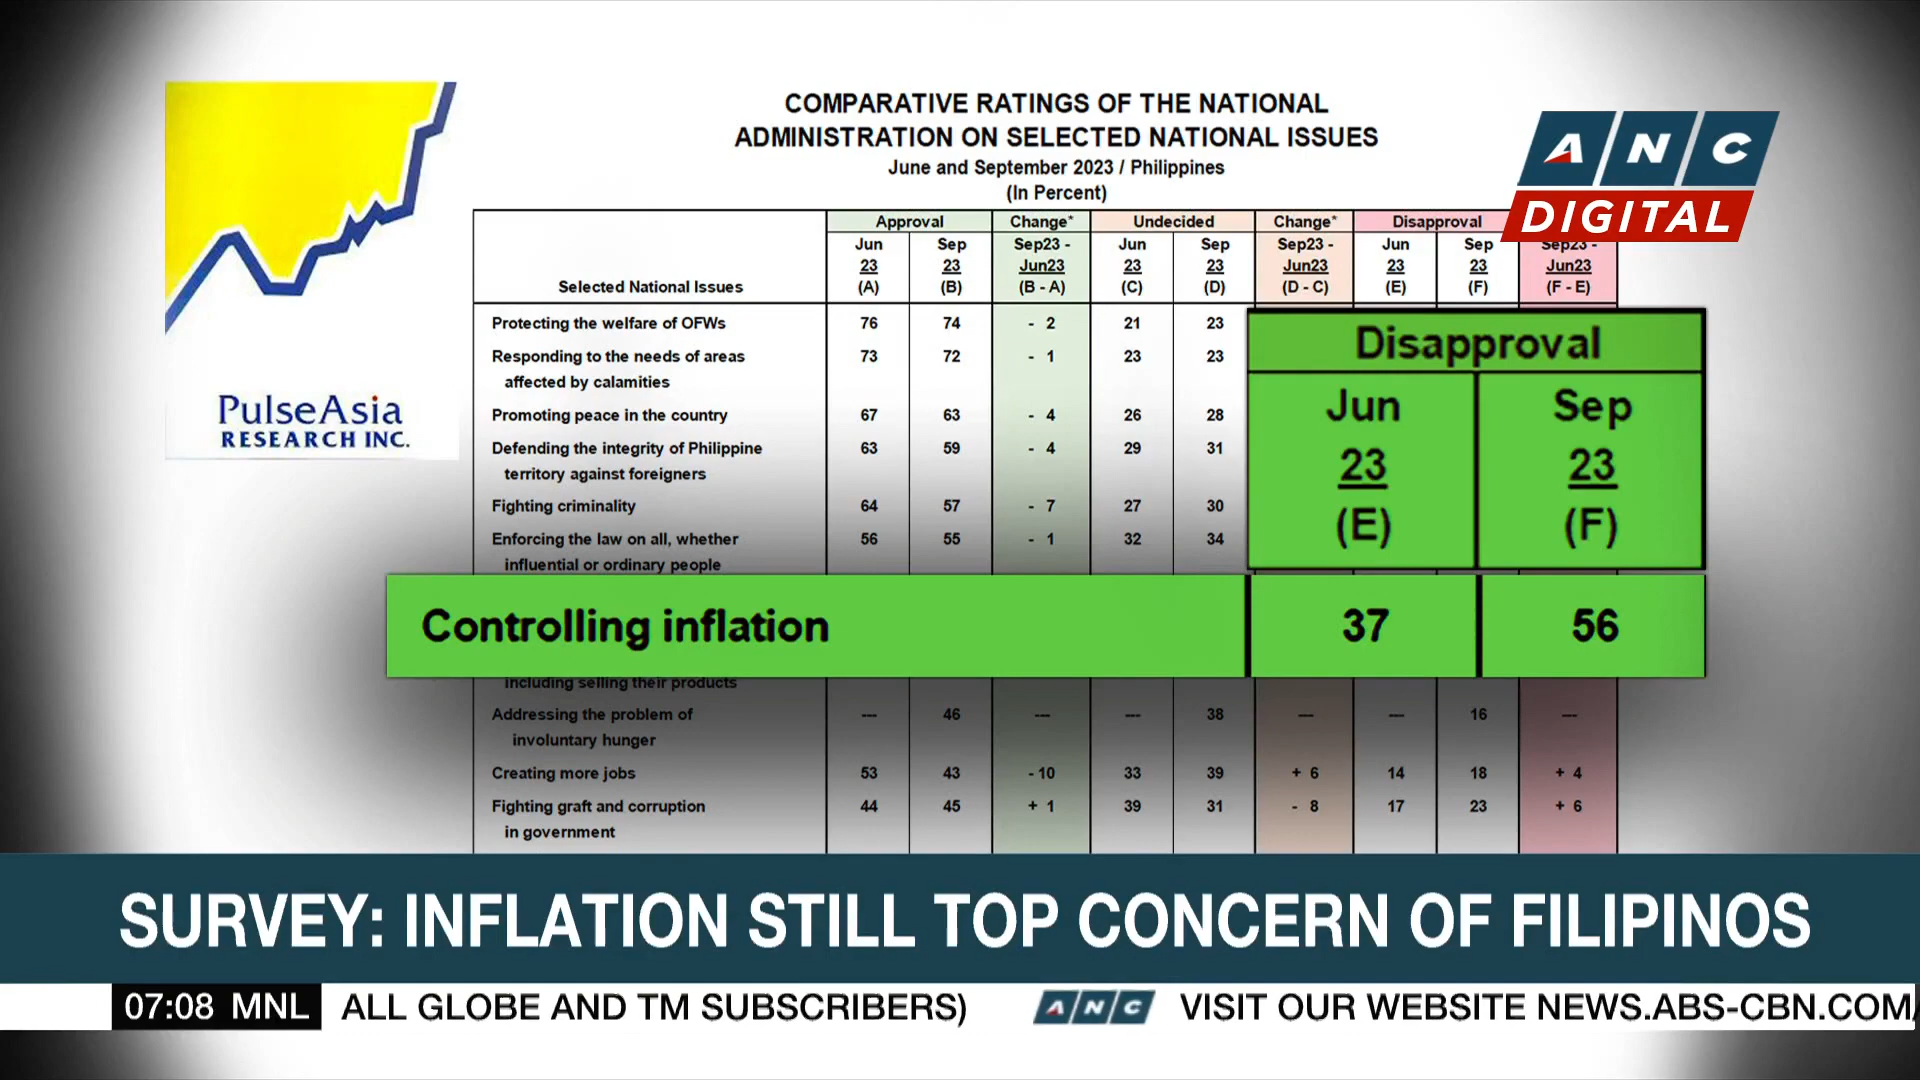 COMPARATIVE RATINGS OF THE NATIONAL
ADMINISTRATION ON SELECTED NATIONAL ISSUES
June and September 2023 / Philippines
(In Percent)
PulseAsia
RESEARCH INC.
ANC
DIGITAL
Approval Change* Undecided Change* Disapproval
Jun Sep Sep23 - Jun Sep Sep23 - Jun Sep Sep23 -
23 23 Jun23 23 23 Jun23 23 23 Jun23
Selected National Issues (A) (B) (B - A) (C) (D) (D - C) (E) (F) (F - E)
Protecting the welfare of OFWs 76 74 - 2 21 23
Responding to the needs of areas 73 72 - 1 23 23
affected by calamities
Promoting peace in the country 67 63 - 4 26 28
Defending the integrity of Philippine 63 59 - 4 29 31
territory against foreigners
Fighting criminality 64 57 - 7 27 30
Enforcing the law on all, whether 56 55 - 1 32 34
influential or ordinary people
Disapproval
Jun Sep
23 23
(E) (F)
Controlling inflation 37 56
including selling their products
Addressing the problem of --- 46 --- --- 38 --- --- 16 ---
involuntary hunger
Creating more jobs 53 43 - 10 33 39 + 6 14 18 + 4
Fighting graft and corruption 44 45 + 1 39 31 - 8 17 23 + 6
in government
SURVEY: INFLATION STILL TOP CONCERN OF FILIPINOS
07:08 MNL ALL GLOBE AND TM SUBSCRIBERS) ANC VISIT OUR WEBSITE NEWS.ABS-CBN.COM/